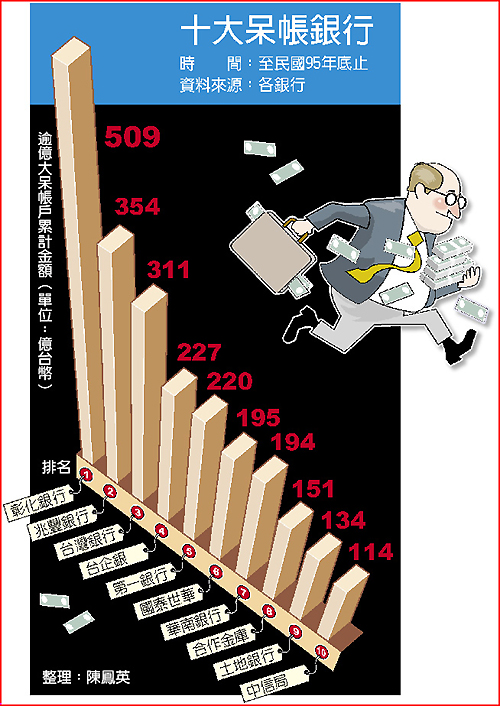 十大呆帳銀行
時　　間：至民國95年底止
資料來源：各銀行
逾億大呆帳戶累計金額（單位：億台幣）
509
354
311
227
220
195
194
151
134
114
排名
1
2
3
4
5
6
7
8
9
10
彰化銀行
兆豐銀行
台灣銀行
台企銀
第一銀行
國泰世華
華南銀行
合作金庫
土地銀行
中信局
整理：陳鳳英